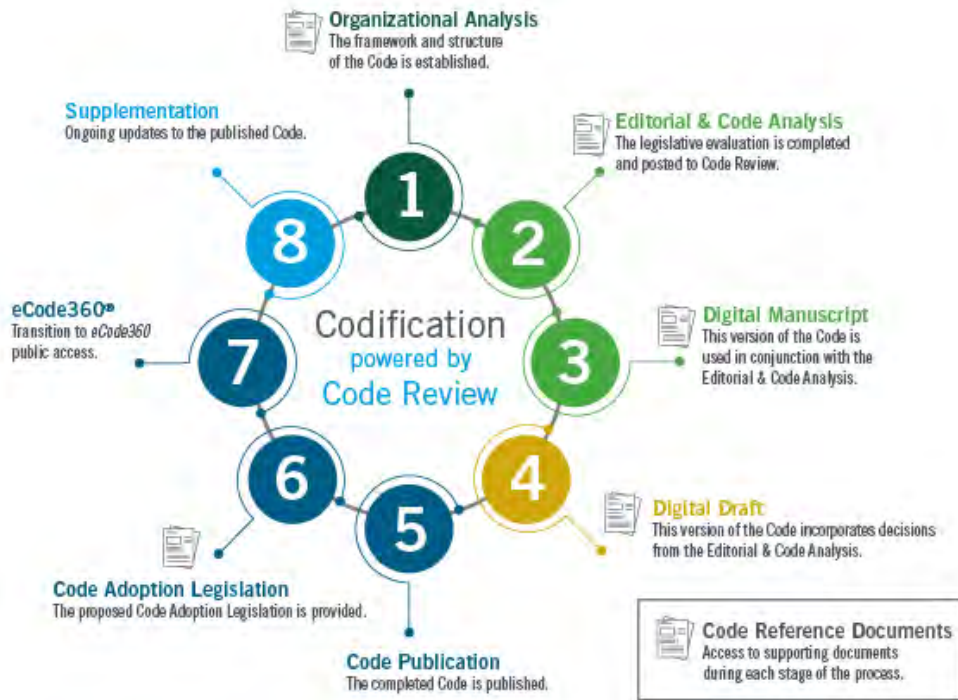 Organizational Analysis
The framework and structure
of the Code is established.
1
Editorial & Code Analysis
The legislative evaluation is completed
and posted to Code Review.
2
Digital Manuscript
This version of the Code is
used in conjunction with the
Editorial & Code Analysis.
3
Digital Draft
This version of the Code incorporates decisions
from the Editorial & Code Analysis.
4
Code Publication
The completed Code is published.
5
Code Adoption Legislation
The proposed Code Adoption Legislation is provided.
6
eCode360®
Transition to eCode360
public access.
7
Supplementation
Ongoing updates to the published Code.
8
Codification
powered by
Code Review
Code Reference Documents
Access to supporting documents
during each stage of the process.